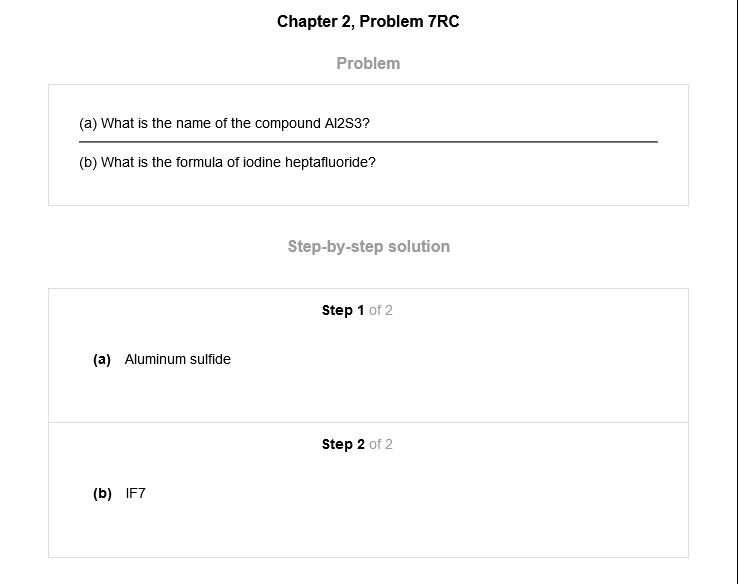 Chapter 2, Problem 7RC
Problem
(a) What is the name of the compound Al2S3?
(b) What is the formula of iodine heptafluoride?
Step-by-step solution
Step 1 of 2
(a) Aluminum sulfide
Step 2 of 2
(b) IF7